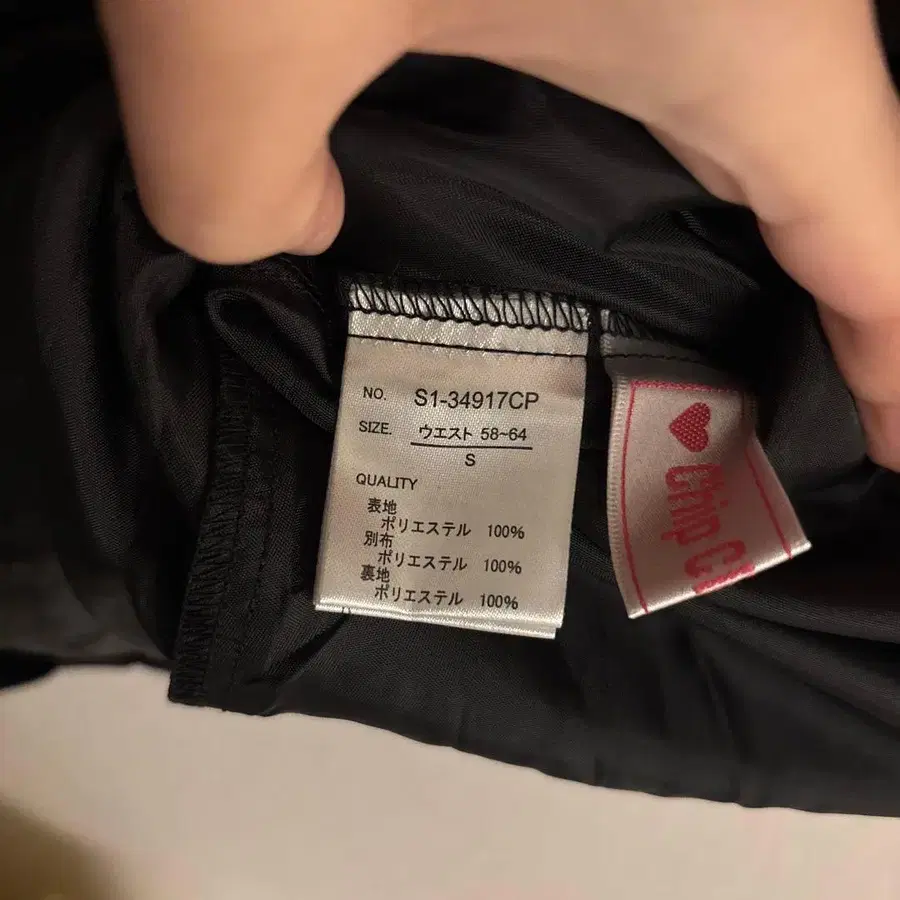 NO. S1-34917CP
SIZE. ウエスト 58~64
S
QUALITY
表地
ポリエステル 100%
別布
ポリエステル 100%
裏地
ポリエステル 100%
Chip